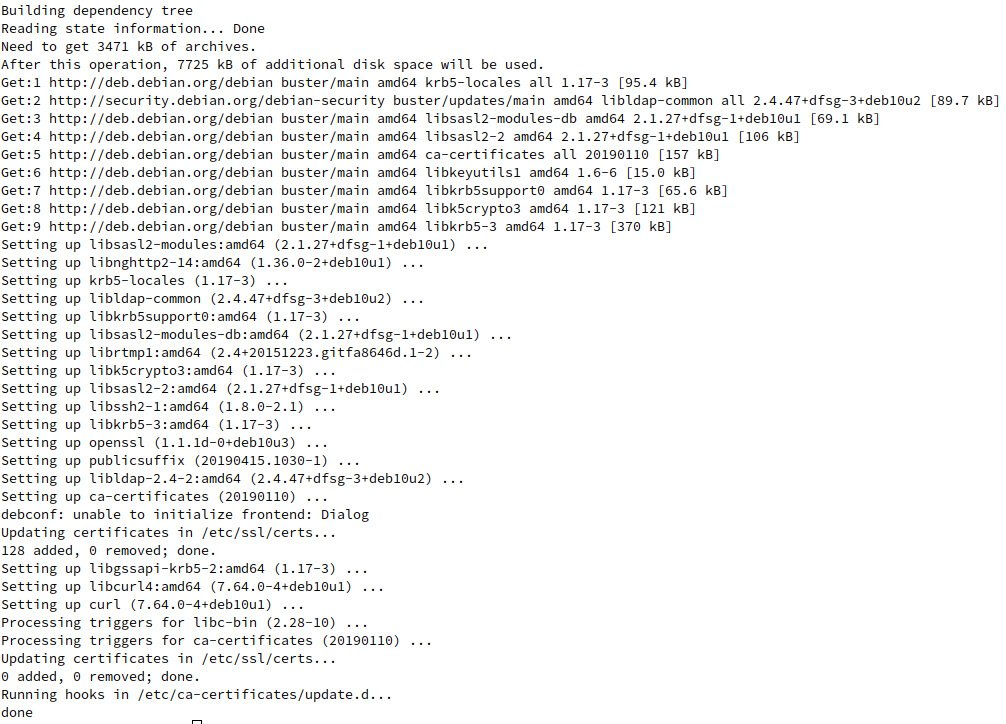 Building dependency tree
Reading state information... Done
Need to get 3471 kB of archives.
After this operation, 7725 kB of additional disk space will be used.
Get:1 http://deb.debian.org/debian buster/main amd64 krb5-locales all 1.17-3 [95.4 kB]
Get:2 http://security.debian.org/debian-security buster/updates/main amd64 libldap-common all 2.4.47+dfsg-3+deb10u2 [89.7 kB]
Get:3 http://deb.debian.org/debian buster/main amd64 libsasl2-modules-db amd64 2.1.27+dfsg-1+deb10u1 [69.1 kB]
Get:4 http://deb.debian.org/debian buster/main amd64 libsasl2-2 amd64 2.1.27+dfsg-1+deb10u1 [106 kB]
Get:5 http://deb.debian.org/debian buster/main amd64 ca-certificates all 20190110 [157 kB]
Get:6 http://deb.debian.org/debian buster/main amd64 libkeyutils1 amd64 1.6-6 [15.0 kB]
Get:7 http://deb.debian.org/debian buster/main amd64 libkrb5support0 amd64 1.17-3 [65.6 kB]
Get:8 http://deb.debian.org/debian buster/main amd64 libk5crypto3 amd64 1.17-3 [121 kB]
Get:9 http://deb.debian.org/debian buster/main amd64 libkrb5-3 amd64 1.17-3 [370 kB]
Setting up libsasl2-modules:amd64 (2.1.27+dfsg-1+deb10u1) ...
Setting up libnghttp2-14:amd64 (1.36.0-2+deb10u1) ...
Setting up krb5-locales (1.17-3) ...
Setting up libldap-common (2.4.47+dfsg-3+deb10u2) ...
Setting up libkrb5support0:amd64 (1.17-3) ...
Setting up libsasl2-modules-db:amd64 (2.1.27+dfsg-1+deb10u1) ...
Setting up librtmp1:amd64 (2.4+20151223.gitfa8646d.1-2) ...
Setting up libk5crypto3:amd64 (1.17-3) ...
Setting up libsasl2-2:amd64 (2.1.27+dfsg-1+deb10u1) ...
Setting up libssh2-1:amd64 (1.8.0-2.1) ...
Setting up libkrb5-3:amd64 (1.17-3) ...
Setting up openssl (1.1.1d-0+deb10u3) ...
Setting up publicsuffix (20190415.1030-1) ...
Setting up libldap-2.4-2:amd64 (2.4.47+dfsg-3+deb10u2) ...
Setting up ca-certificates (20190110) ...
debconf: unable to initialize frontend: Dialog
Updating certificates in /etc/ssl/certs...
128 added, 0 removed; done.
Setting up libgssapi-krb5-2:amd64 (1.17-3) ...
Setting up libcurl4:amd64 (7.64.0-4+deb10u1) ...
Setting up curl (7.64.0-4+deb10u1) ...
Processing triggers for libc-bin (2.28-10) ...
Processing triggers for ca-certificates (20190110) ...
Updating certificates in /etc/ssl/certs...
0 added, 0 removed; done.
Running hooks in /etc/ca-certificates/update.d...
done